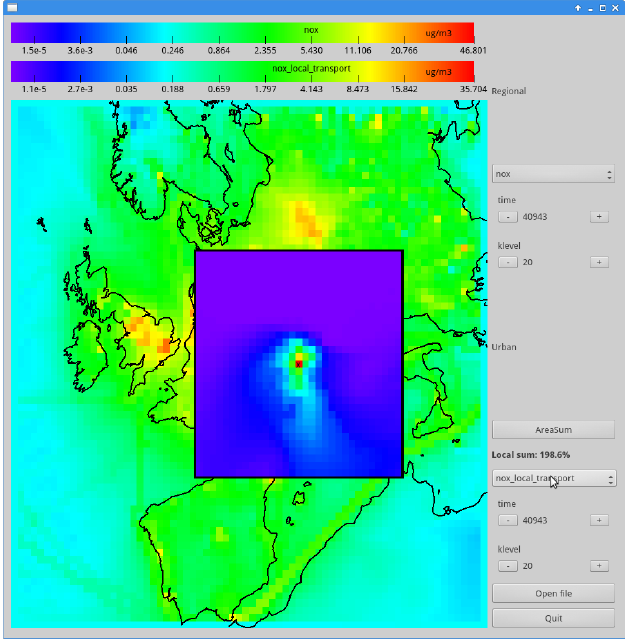 nox
ug/m3
1.5e-5 3.6e-3 0.046 0.246 0.864 2.355 5.430 11.106 20.766 46.801
nox_local_transport
ug/m3
1.1e-5 2.7e-3 0.035 0.188 0.659 1.797 4.143 8.473 15.842 35.704
Regional
nox
time
- 40943 +
klevel
- 20 +
Urban
AreaSum
Local sum: 198.6%
nox_local_transport
time
- 40943 +
klevel
- 20 +
Open file
Quit